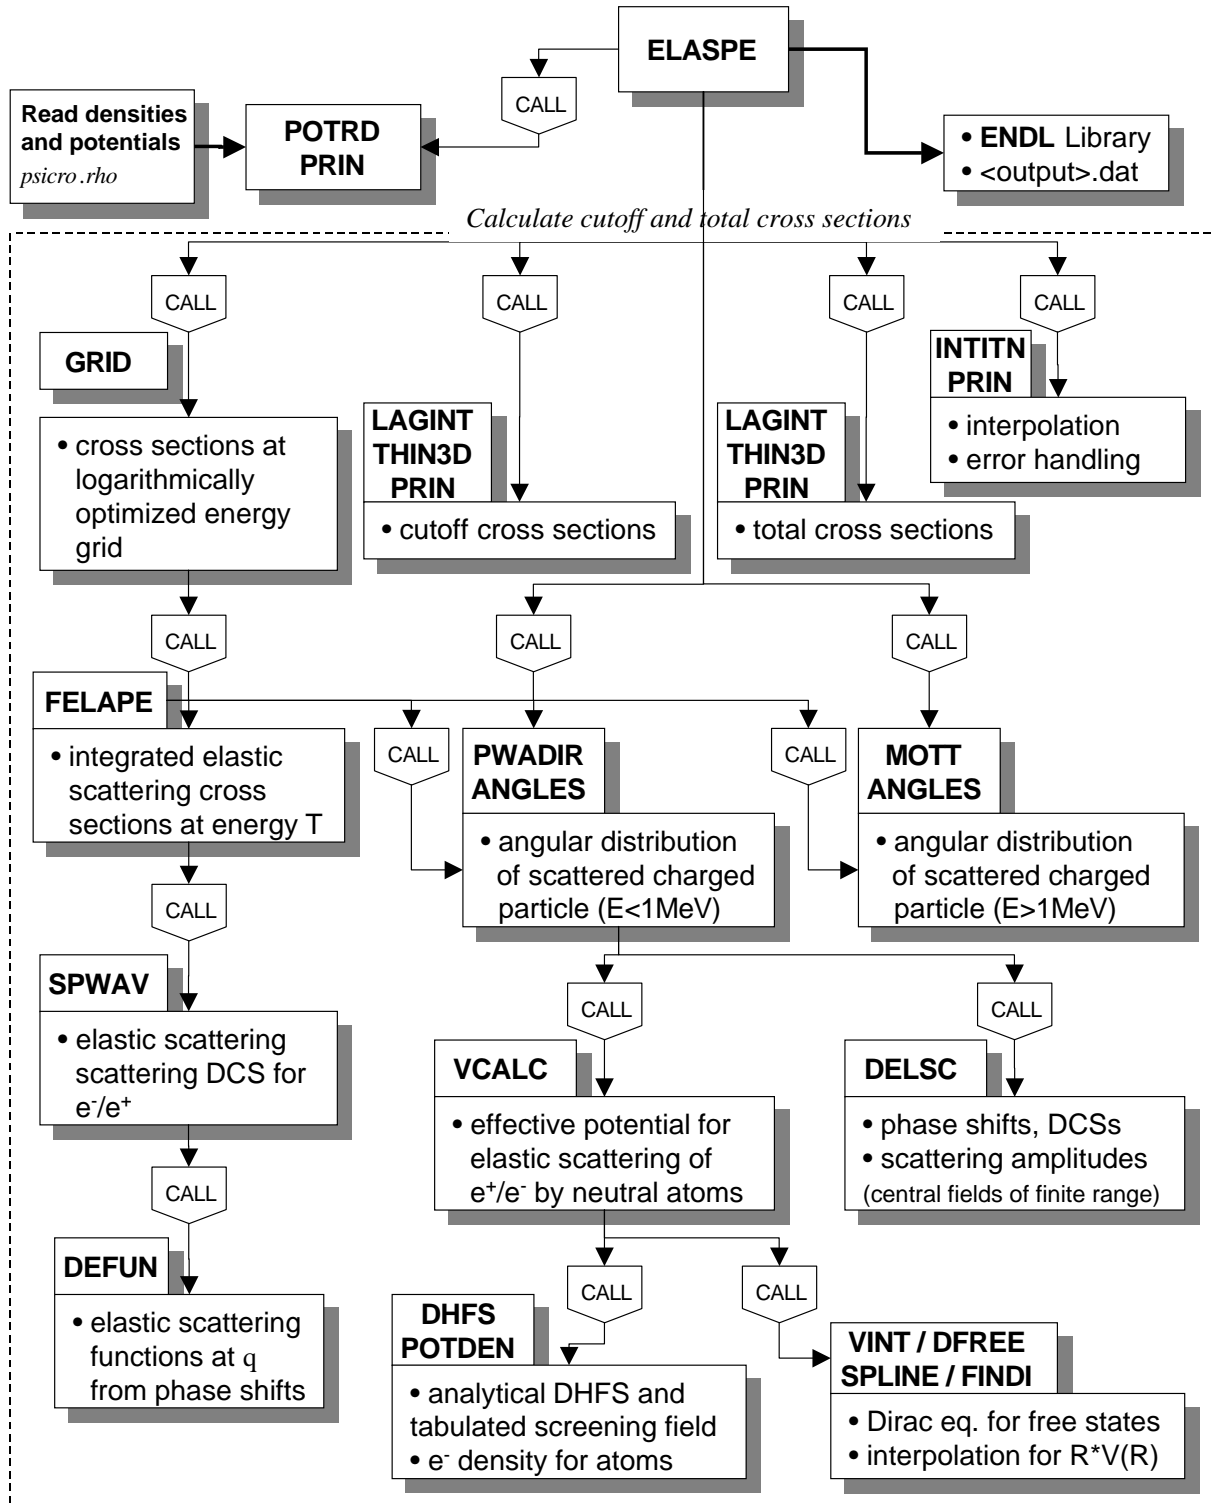 ELASPE
CALL
Read densities
and potentials
psicro.rho
POTRD
PRIN
• ENDL Library
• <output>.dat
Calculate cutoff and total cross sections
CALL
CALL
CALL
CALL
GRID
• cross sections at
logarithmically
optimized energy
grid
LAGINT
THIN3D
PRIN
• cutoff cross sections
LAGINT
THIN3D
PRIN
• total cross sections
INTITN
PRIN
• interpolation
• error handling
CALL
CALL
CALL
FELAPE
• integrated elastic
scattering cross
sections at energy T
CALL
PWADIR
ANGLES
• angular distribution
of scattered charged
particle (E<1MeV)
CALL
MOTT
ANGLES
• angular distribution
of scattered charged
particle (E>1MeV)
CALL
CALL
CALL
SPWAV
• elastic scattering
scattering DCS for
e-/e+
VCALC
• effective potential for
elastic scattering of
e+/e- by neutral atoms
DELSC
• phase shifts, DCSs
• scattering amplitudes
(central fields of finite range)
CALL
CALL
CALL
DEFUN
• elastic scattering
functions at q
from phase shifts
DHFS
POTDEN
• analytical DHFS and
tabulated screening field
• e- density for atoms
VINT / DFREE
SPLINE / FINDI
• Dirac eq. for free states
• interpolation for R*V(R)